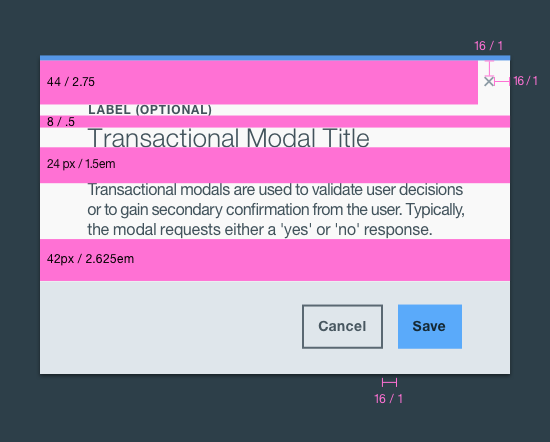 16 / 1
44 / 2.75
16 / 1
LABEL (OPTIONAL)
8 / .5
Transactional Modal Title
24 px / 1.5em
Transactional modals are used to validate user decisions
or to gain secondary confirmation from the user. Typically,
the modal requests either a 'yes' or 'no' response.
42px / 2.625em
Cancel
Save
16 / 1